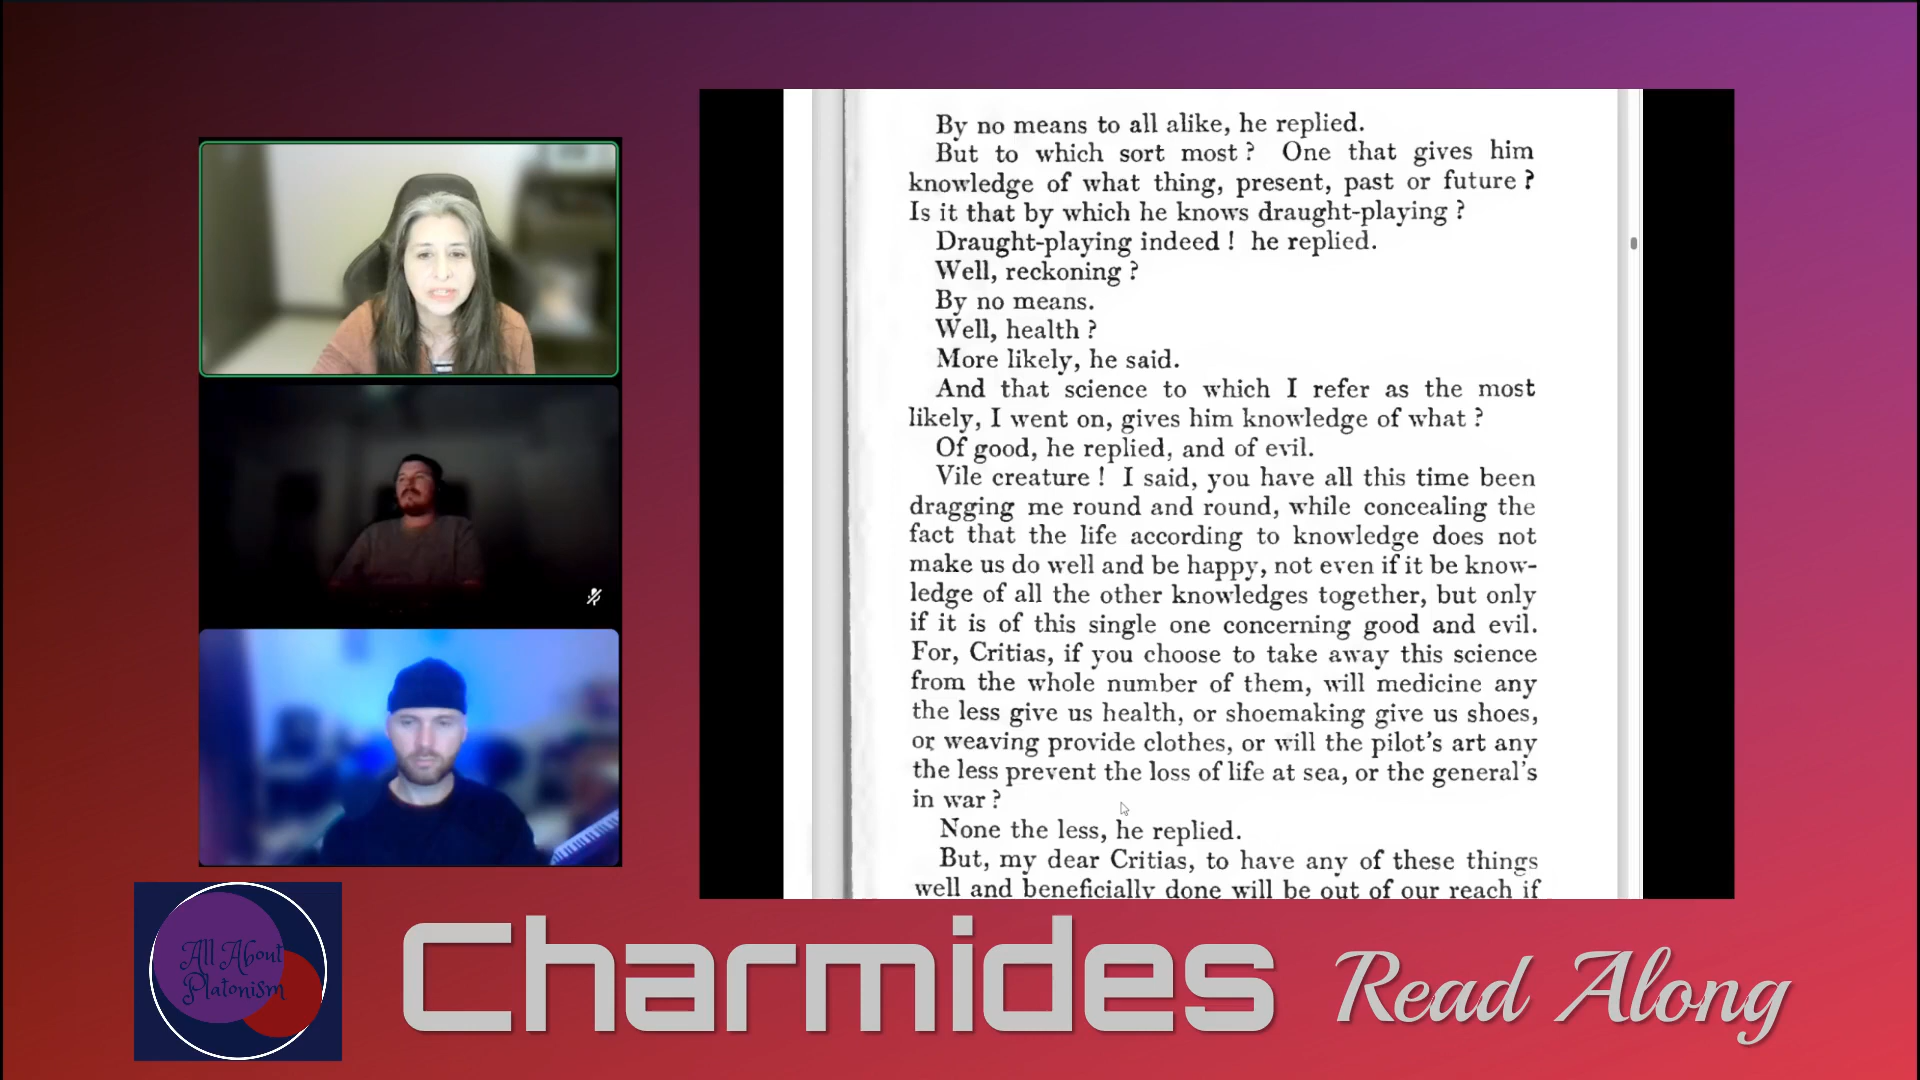 By no means to all alike, he replied.
But to which sort most? One that gives him
knowledge of what thing, present, past or future?
Is it that by which he knows draught-playing?
Draught-playing indeed! he replied.
Well, reckoning?
By no means.
Well, health?
More likely, he said.
And that science to which I refer as the most
likely, I went on, gives him knowledge of what?
Of good, he replied, and of evil.
Vile creature! I said, you have all this time been
dragging me round and round, while concealing the
fact that the life according to knowledge does not
make us do well and be happy, not even if it be know-
ledge of all the other knowledges together, but only
if it is of this single one concerning good and evil.
For, Critias, if you choose to take away this science
from the whole number of them, will medicine any
the less give us health, or shoemaking give us shoes,
or weaving provide clothes, or will the pilot's art any
the less prevent the loss of life at sea, or the general's
in war?
None the less, he replied.
But, my dear Critias, to have any of these things
well and beneficially done will be out of our reach if
All About
Platonism
Charmides Read Along